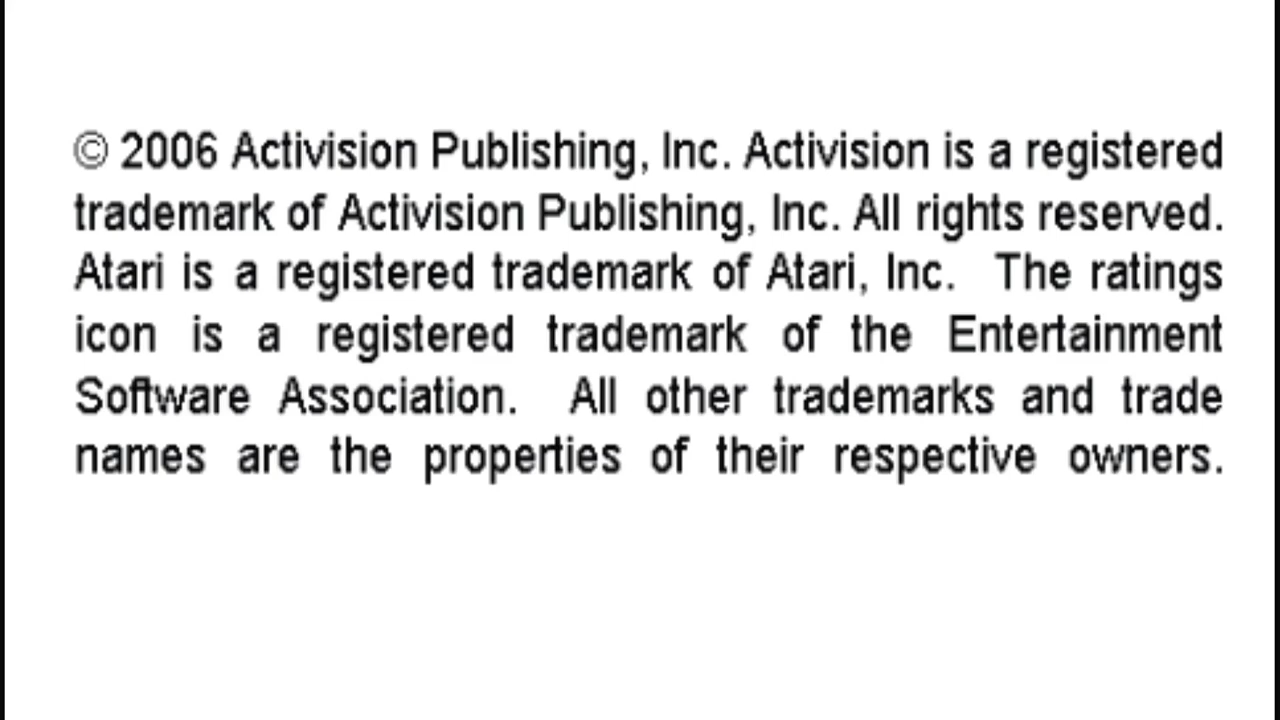 © 2006 Activision Publishing, Inc. Activision is a registered
trademark of Activision Publishing, Inc. All rights reserved.
Atari is a registered trademark of Atari, Inc.  The ratings
icon is a registered trademark of the Entertainment
Software Association.  All other trademarks and trade
names are the properties of their respective owners.